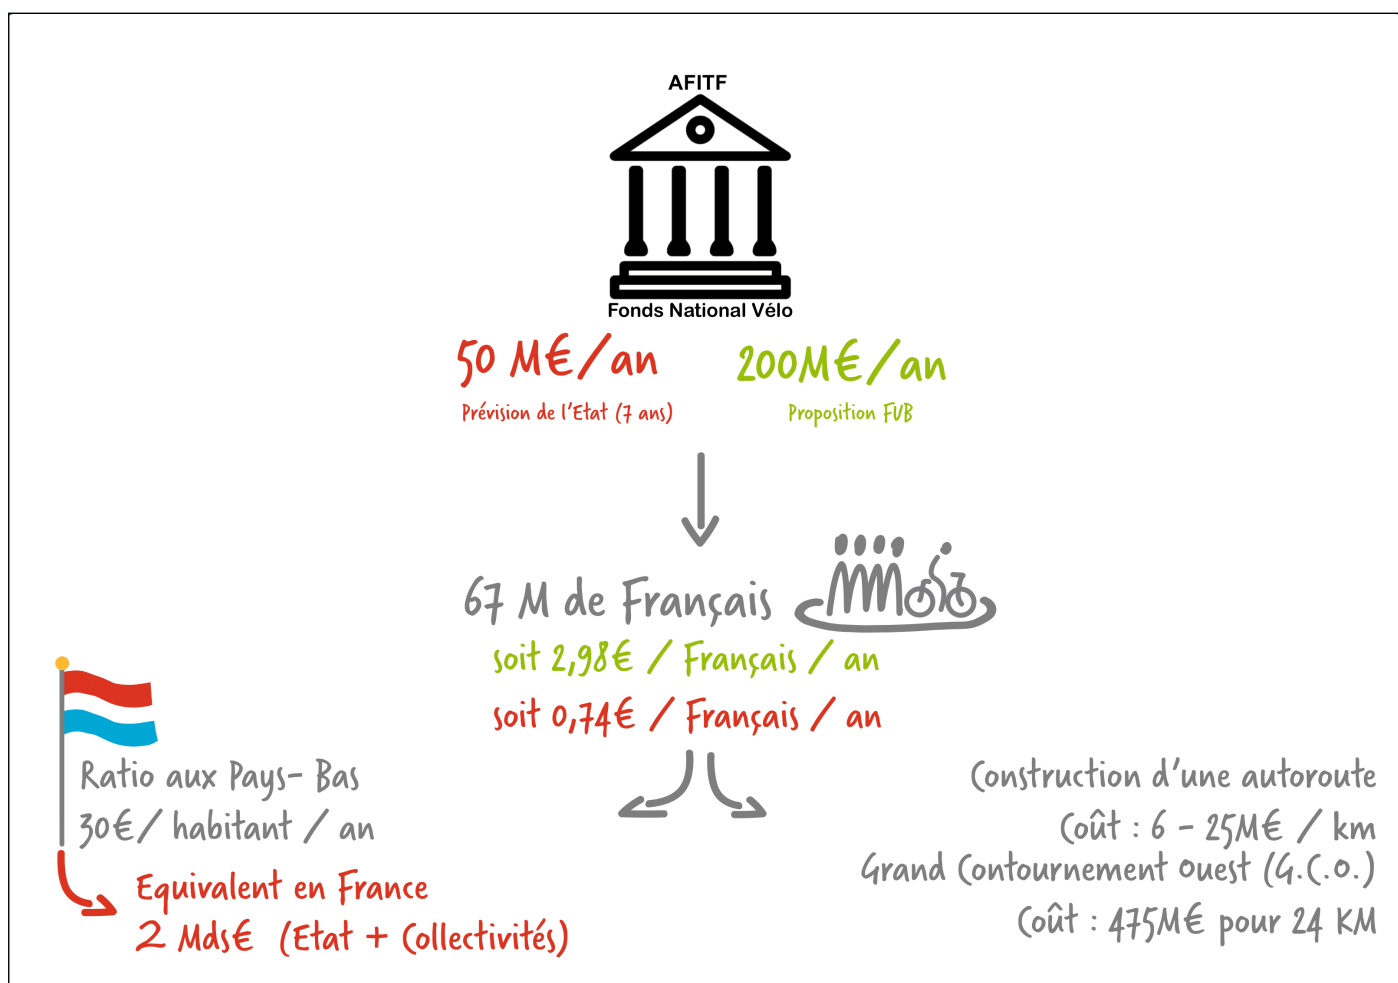 AFITF
Fonds National Vélo
50 M€/an
Prévision de l'Etat (7 ans)
200M€/an
Proposition FUB
67 M de Français
soit 2,98€ / Français / an
soit 0,74€ / Français / an
Ratio aux Pays-Bas
30€/ habitant / an
Equivalent en France
2 Mds€ (Etat + Collectivités)
Construction d'une autoroute
Coût : 6 - 25M€ / km
Grand Contournement Ouest (G.C.O.)
Coût : 475M€ pour 24 KM